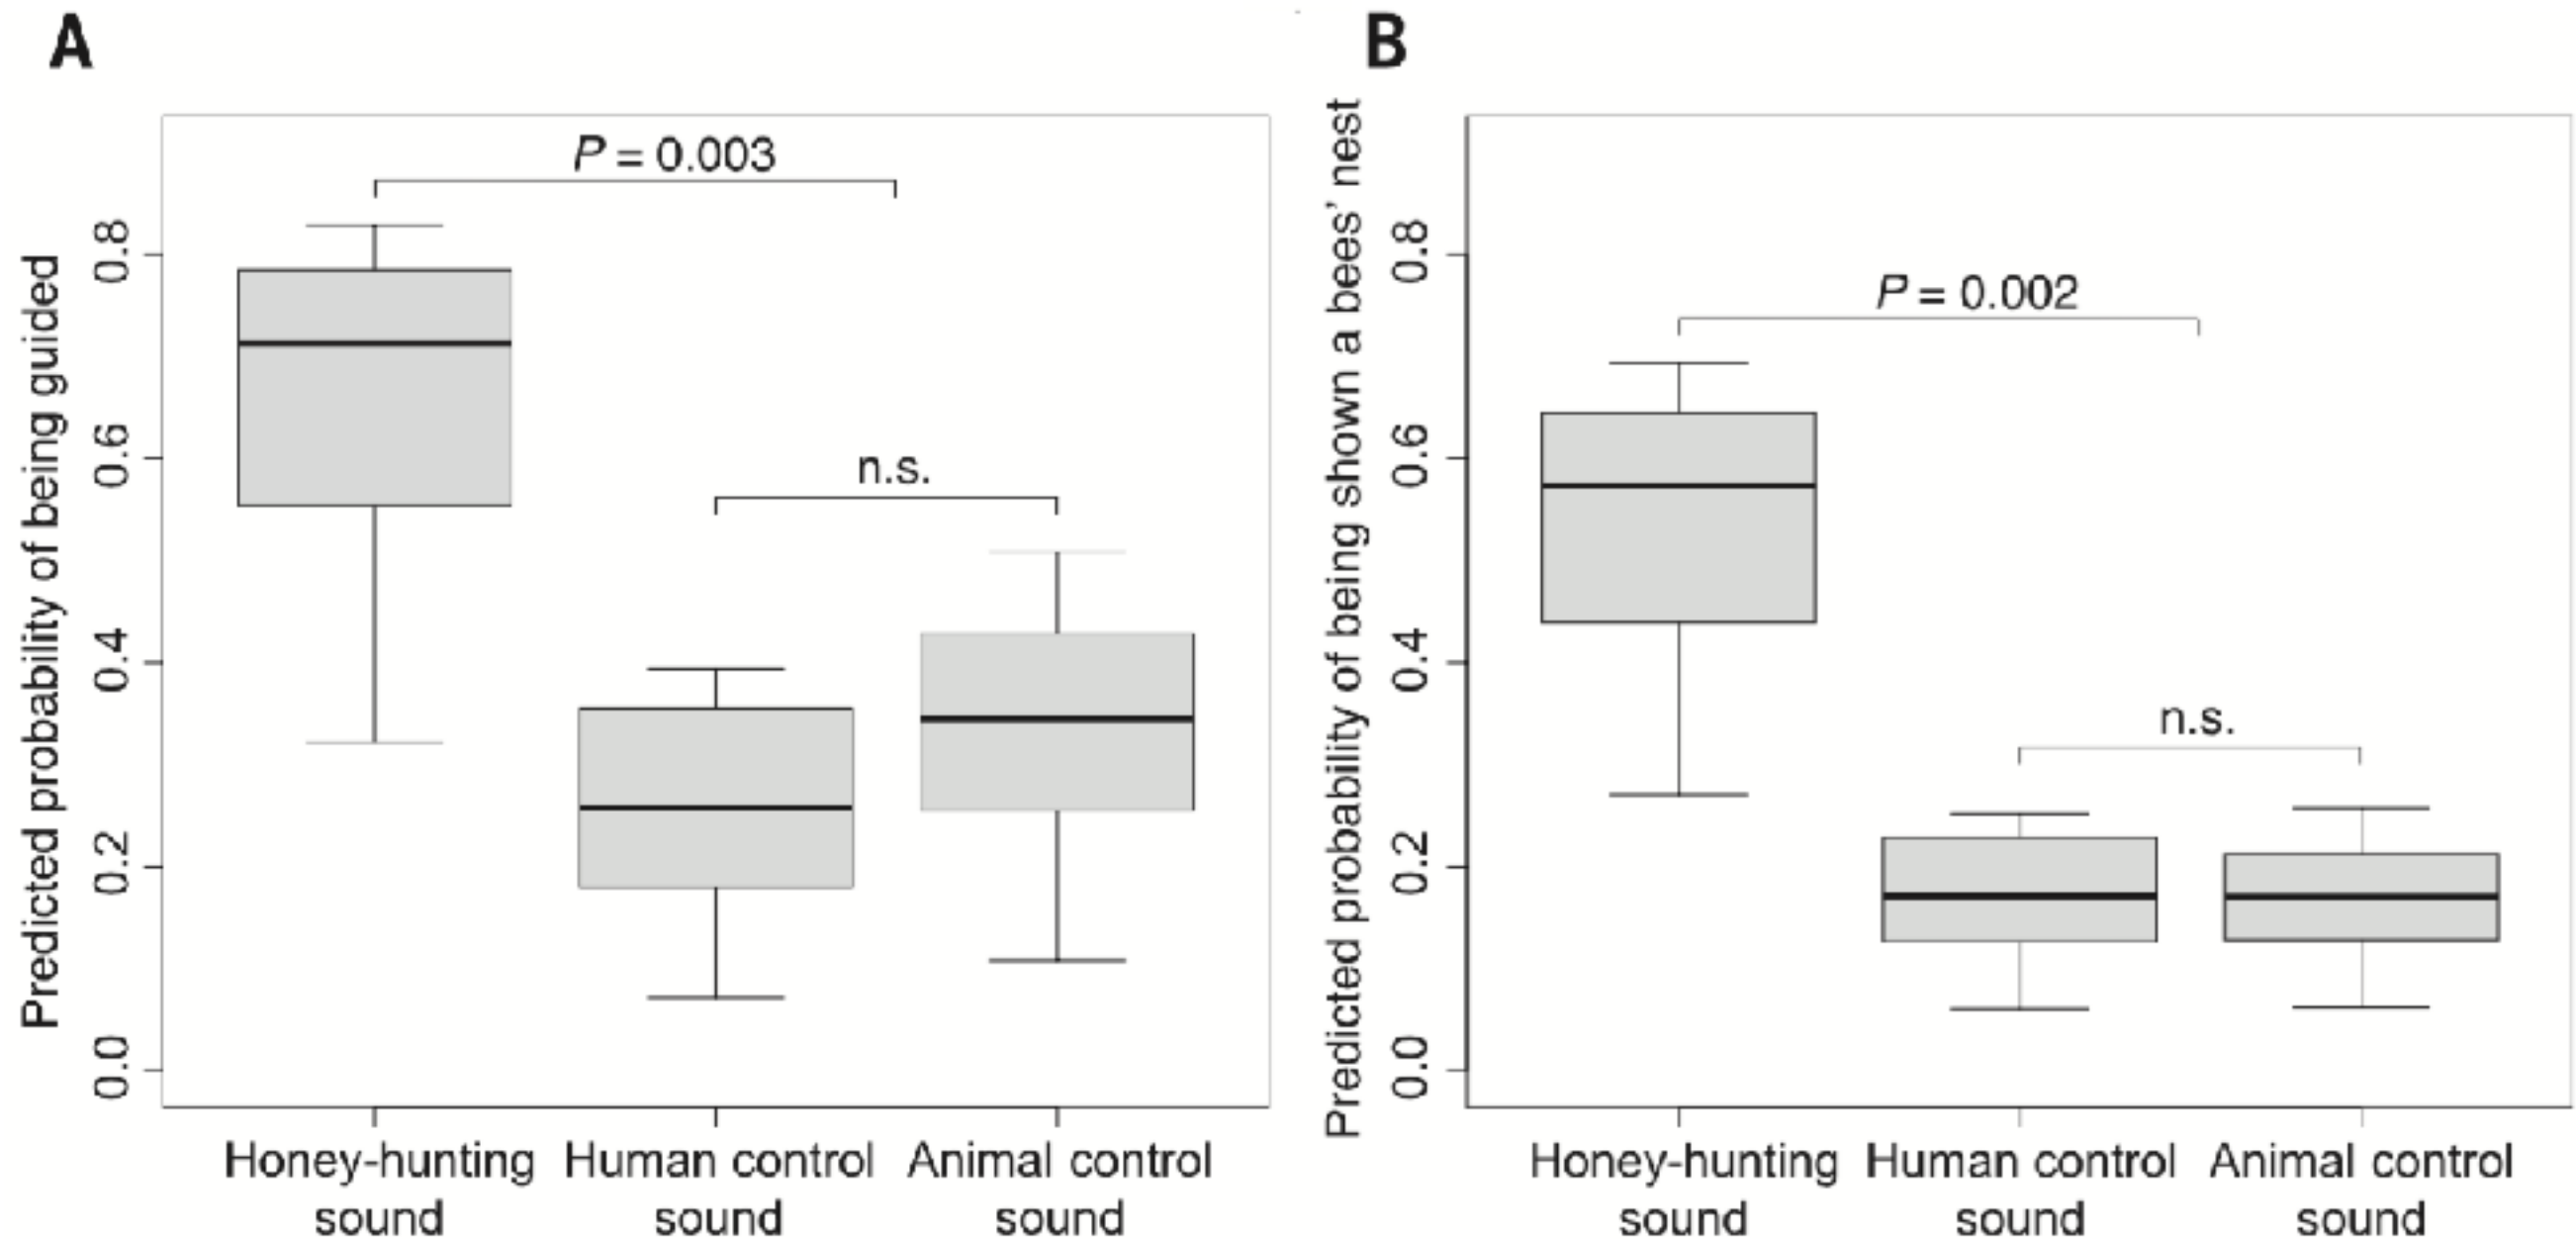 A
Predicted probability of being guided
0.8
0.6
0.4
0.2
0.0
P = 0.003
n.s.
Honey-hunting
sound
Human control
sound
Animal control
sound
B
Predicted probability of being shown a bees’ nest
0.8
0.6
0.4
0.2
0.0
P = 0.002
n.s.
Honey-hunting
sound
Human control
sound
Animal control
sound